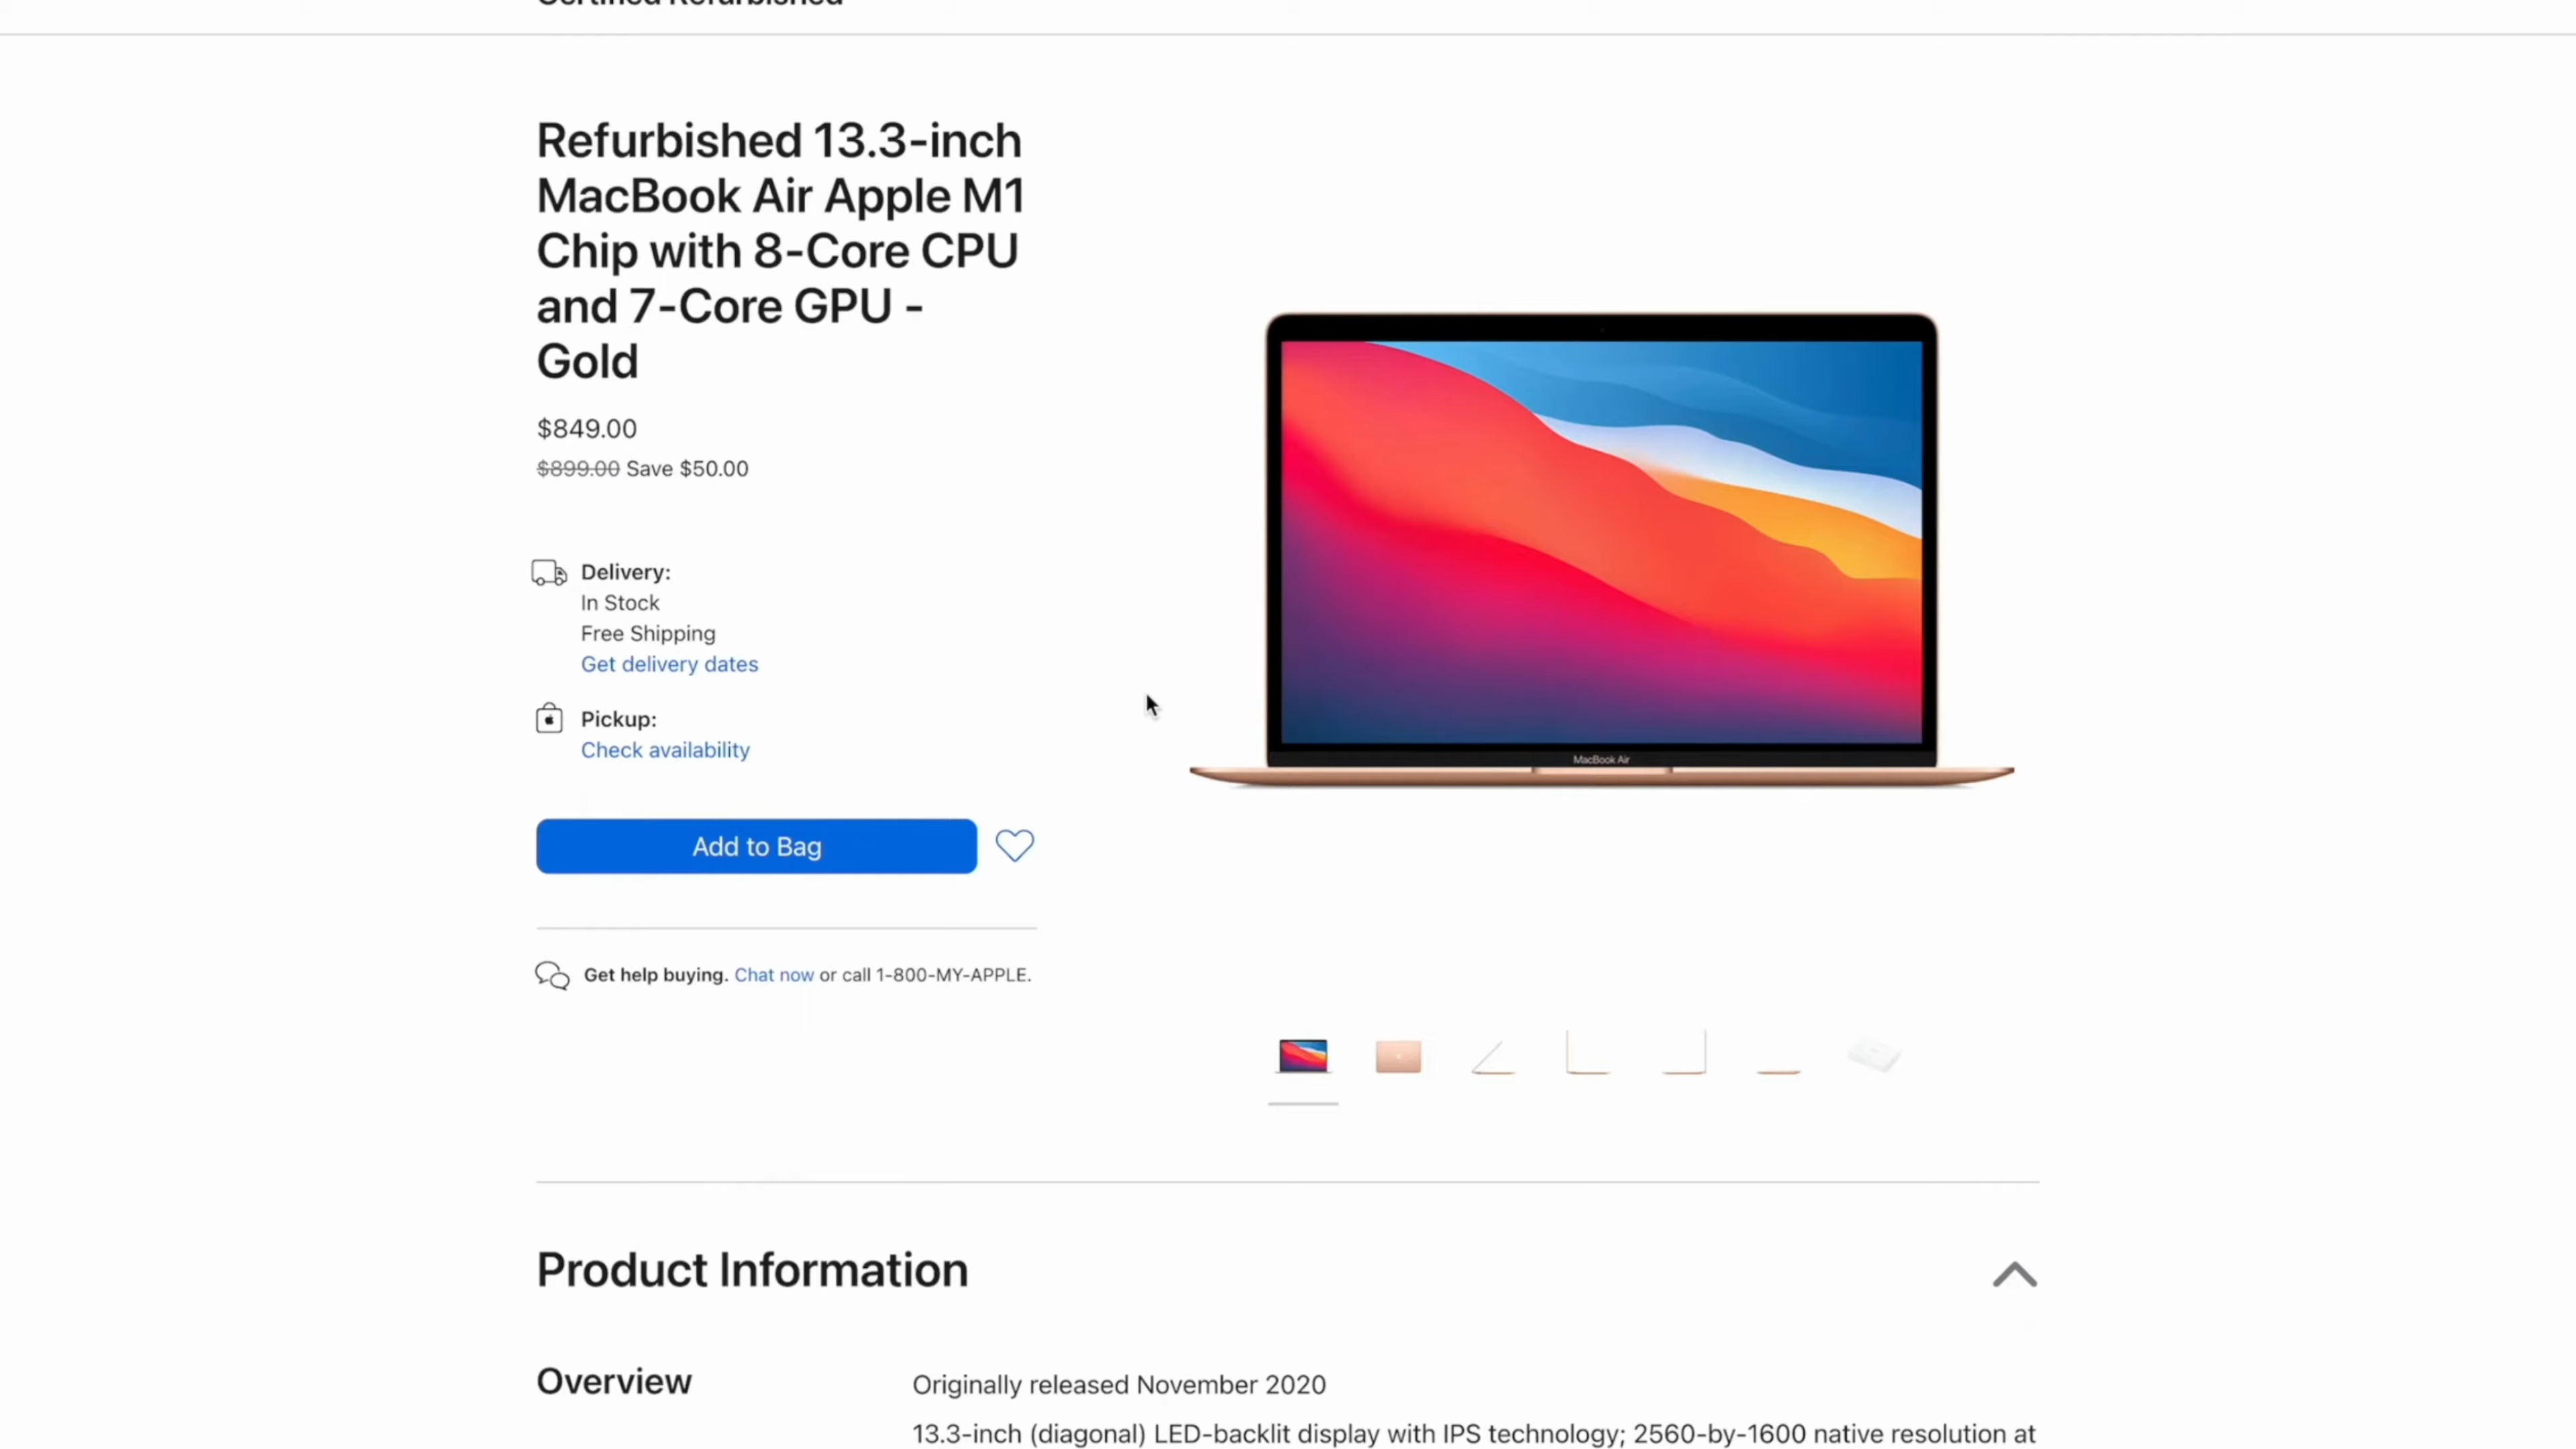 Certified Refurbished
Refurbished 13.3-inch
MacBook Air Apple M1
Chip with 8-Core CPU
and 7-Core GPU -
Gold
$849.00
$899.00 Save $50.00
Delivery:
In Stock
Free Shipping
Get delivery dates
Pickup:
Check availability
Add to Bag
Get help buying. Chat now or call 1-800-MY-APPLE.
MacBook Air
Product Information
Overview
Originally released November 2020
13.3-inch (diagonal) LED-backlit display with IPS technology; 2560-by-1600 native resolution at